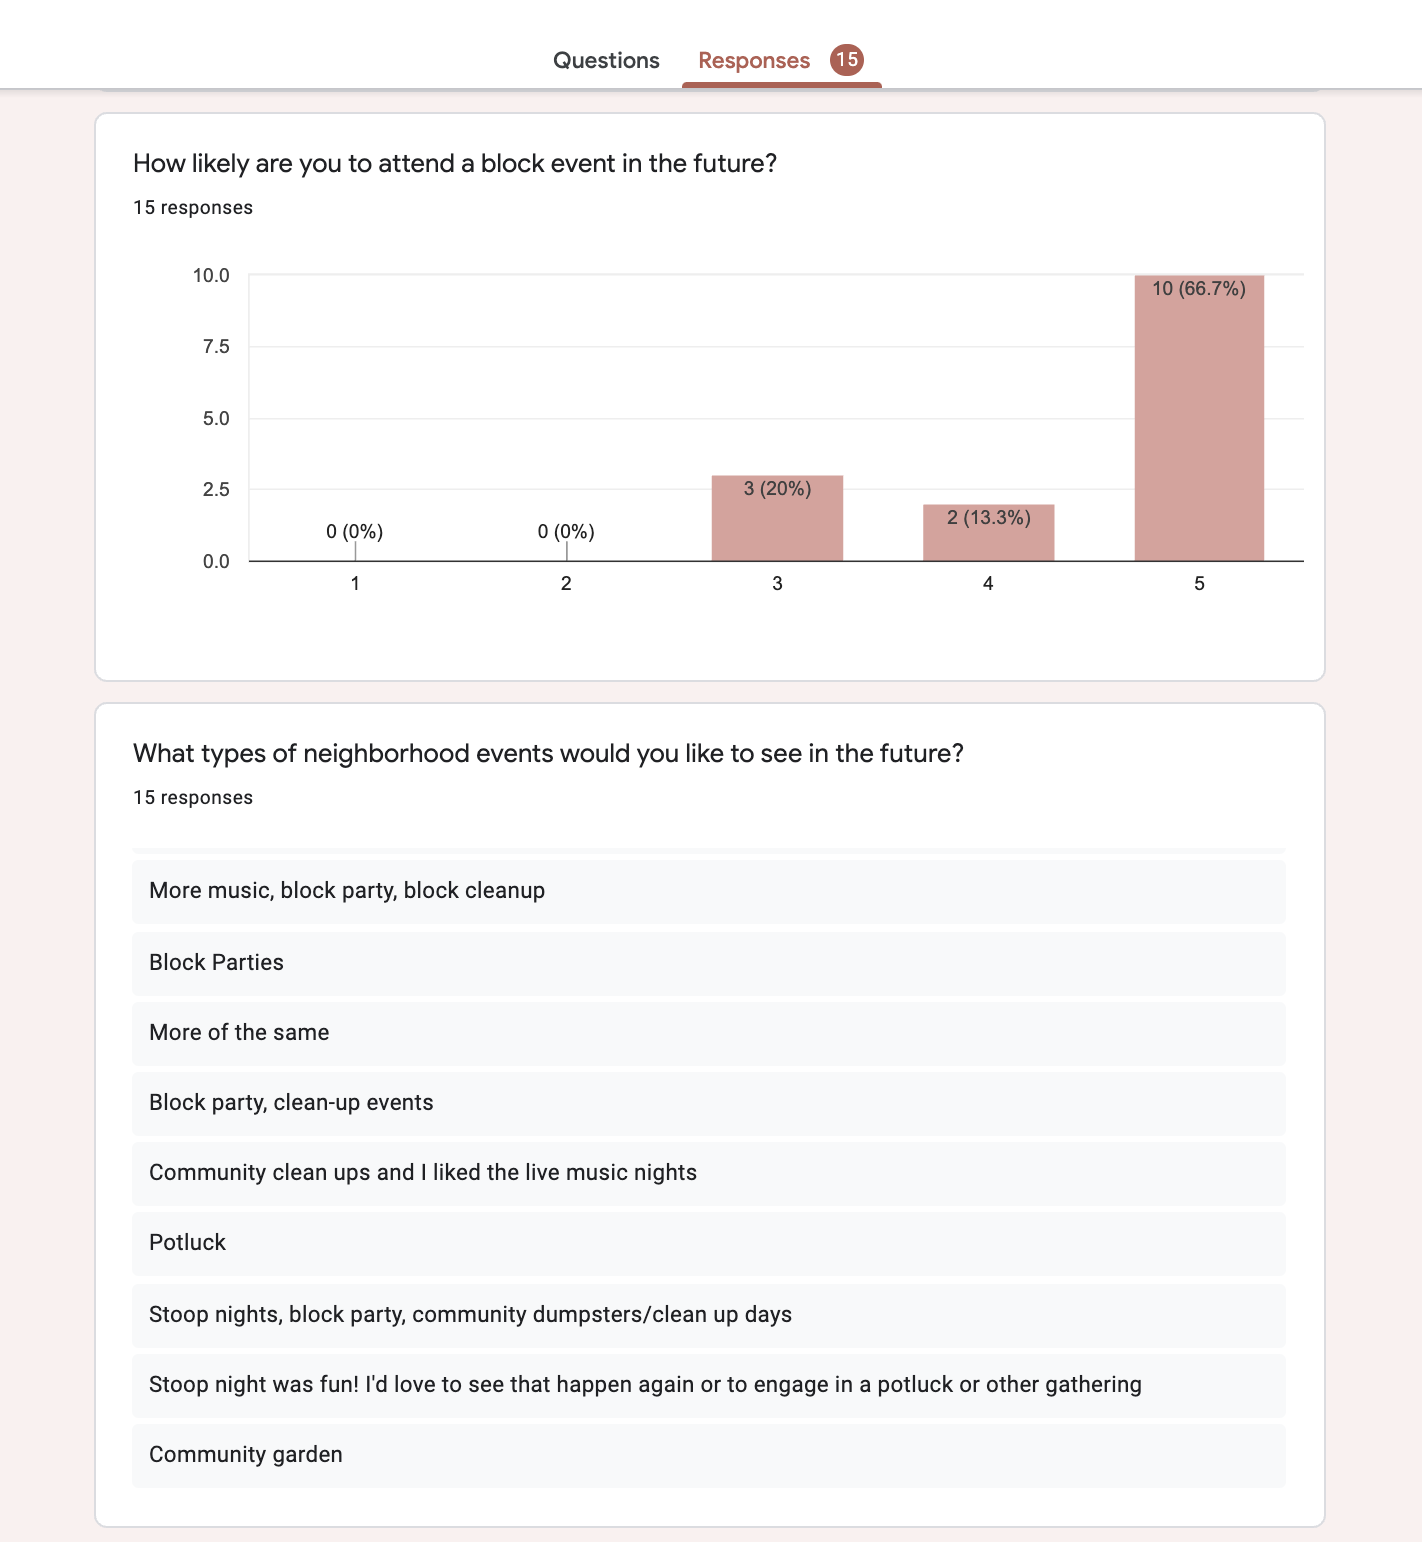 Questions
Responses 15
How likely are you to attend a block event in the future?
15 responses
10.0
7.5
5.0
2.5
0.0
0 (0%)
0 (0%)
3 (20%)
2 (13.3%)
10 (66.7%)
1
2
3
4
5
What types of neighborhood events would you like to see in the future?
15 responses
More music, block party, block cleanup
Block Parties
More of the same
Block party, clean-up events
Community clean ups and I liked the live music nights
Potluck
Stoop nights, block party, community dumpsters/clean up days
Stoop night was fun! I'd love to see that happen again or to engage in a potluck or other gathering
Community garden